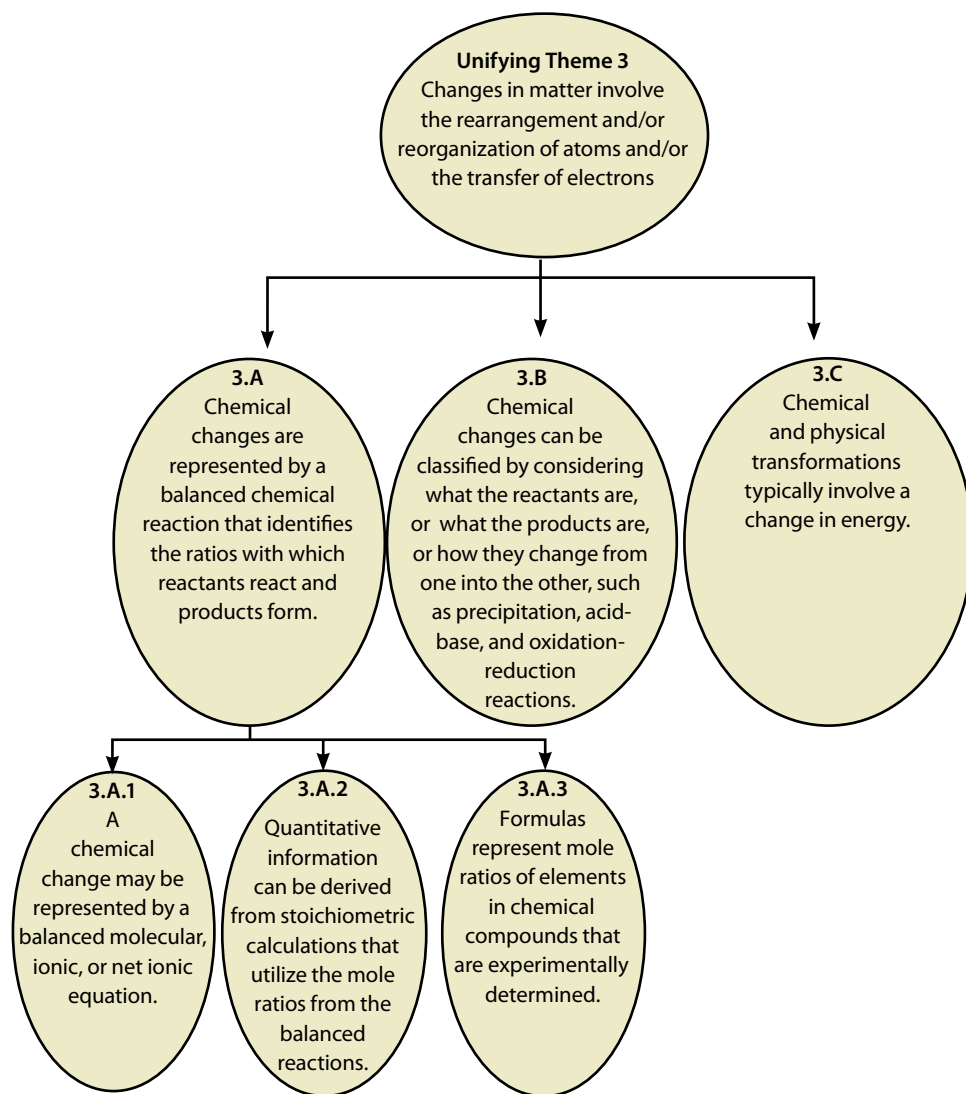 Unifying Theme 3
Changes in matter involve
the rearrangement and/or
reorganization of atoms and/or
the transfer of electrons
3.A
Chemical
changes are
represented by a
balanced chemical
reaction that identifies
the ratios with which
reactants react and
products form.
3.B
Chemical
changes can be
classified by considering
what the reactants are,
or what the products are,
or how they change from
one into the other, such
as precipitation, acid-
base, and oxidation-
reduction
reactions.
3.C
Chemical
and physical
transformations
typically involve a
change in energy.
3.A.1
A
chemical
change may be
represented by a
balanced molecular,
ionic, or net ionic
equation.
3.A.2
Quantitative
information
can be derived
from stoichiometric
calculations that
utilize the mole
ratios from the
balanced
reactions.
3.A.3
Formulas
represent mole
ratios of elements
in chemical
compounds that
are experimentally
determined.